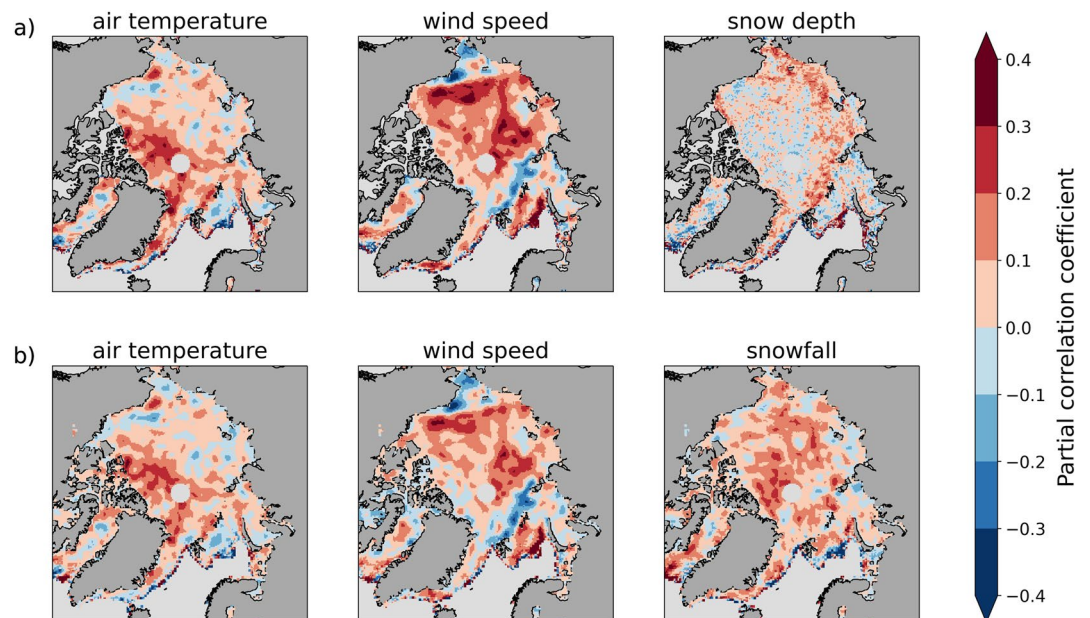 a)
air temperature
wind speed
snow depth
b)
air temperature
wind speed
snowfall
0.4
0.3
0.2
0.1
0.0
−0.1
−0.2
−0.3
−0.4
Partial correlation coefficient